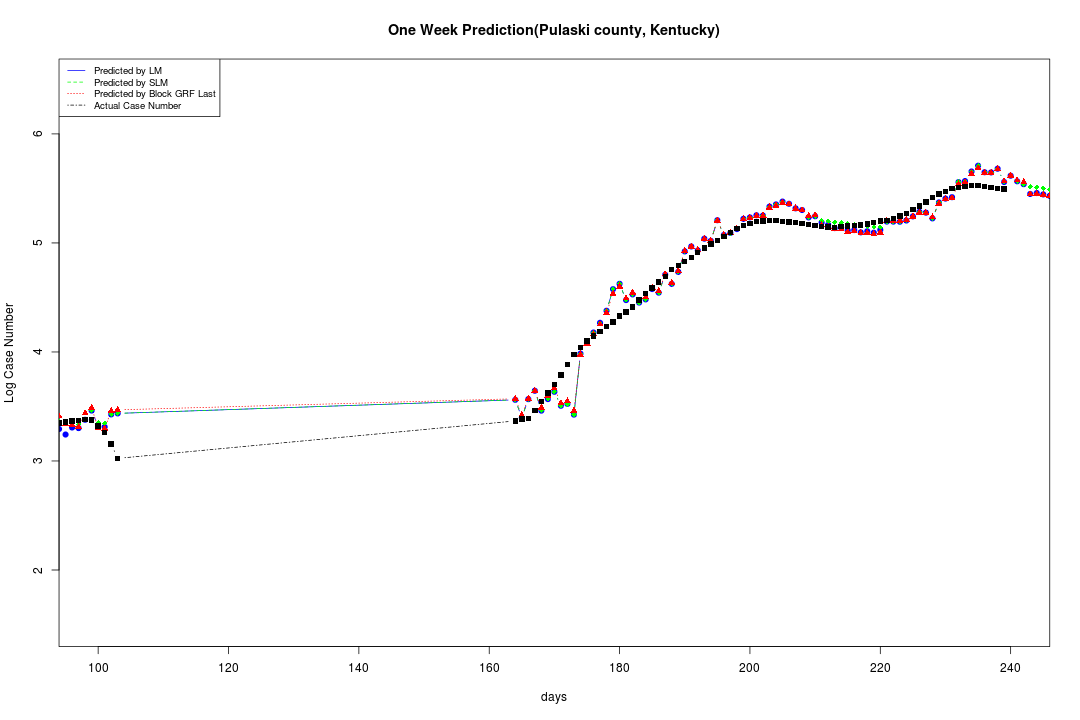 One Week Prediction(Pulaski county, Kentucky)
Predicted by LM
Predicted by SLM
Predicted by Block GRF Last
Actual Case Number
6
5
4
3
2
Log Case Number
100 120 140 160 180 200 220 240
days